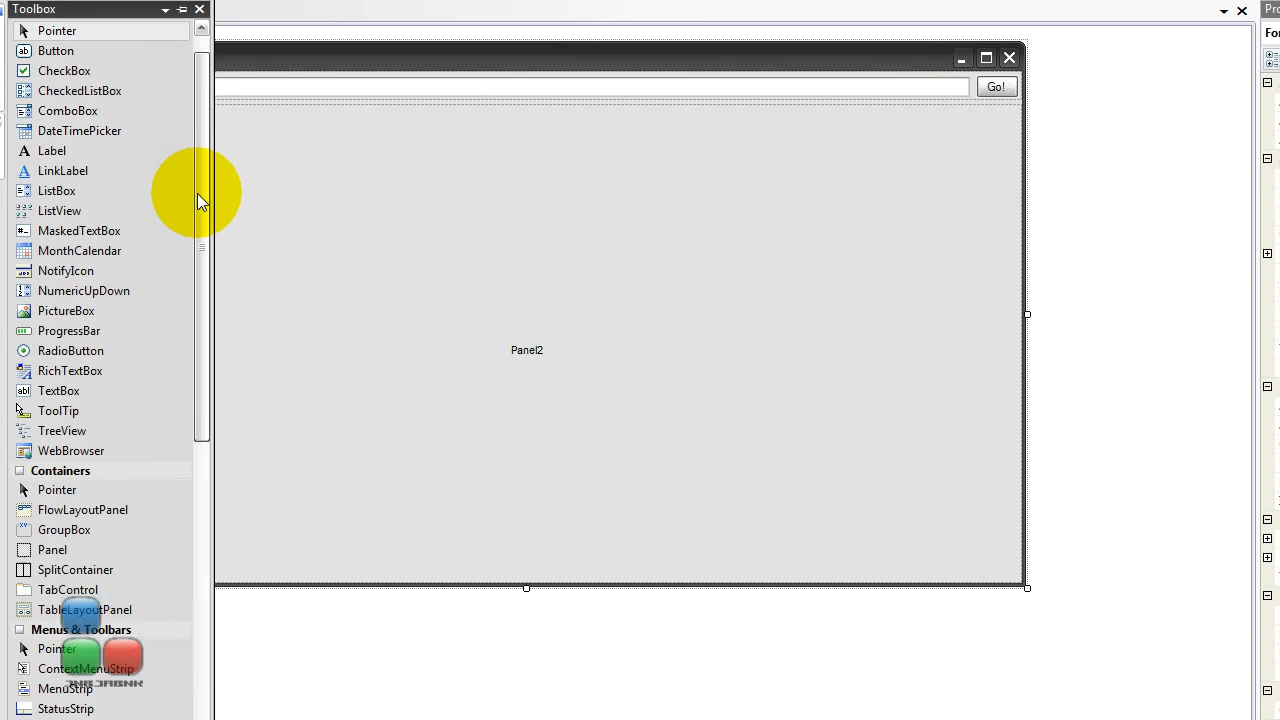 Toolbox
Pro
Pointer
Button
For
CheckBox
CheckedListBox
Go!
ComboBox
DateTimePicker
Label
LinkLabel
ListBox
ListView
MaskedTextBox
MonthCalendar
NotifyIcon
NumericUpDown
PictureBox
ProgressBar
RadioButton
Panel2
RichTextBox
TextBox
ToolTip
TreeView
WebBrowser
Containers
Pointer
FlowLayoutPanel
GroupBox
Panel
SplitContainer
TabControl
TableLayoutPanel
Menus & Toolbars
Pointer
ContextMenuStrip
MenuStrip
StatusStrip